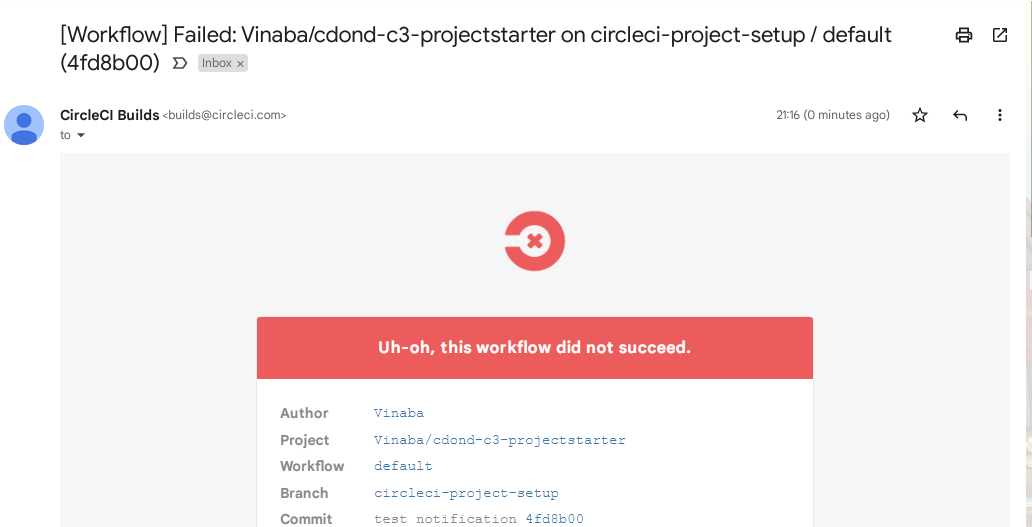 [Workflow] Failed: Vinaba/cdond-c3-projectstarter on circleci-project-setup / default
(4fd8b00) Inbox ×
CircleCI Builds <builds@circleci.com> 21:16 (0 minutes ago)
to
Uh-oh, this workflow did not succeed.
Author Vinaba
Project Vinaba/cdond-c3-projectstarter
Workflow default
Branch circleci-project-setup
Commit test notification 4fd8b00